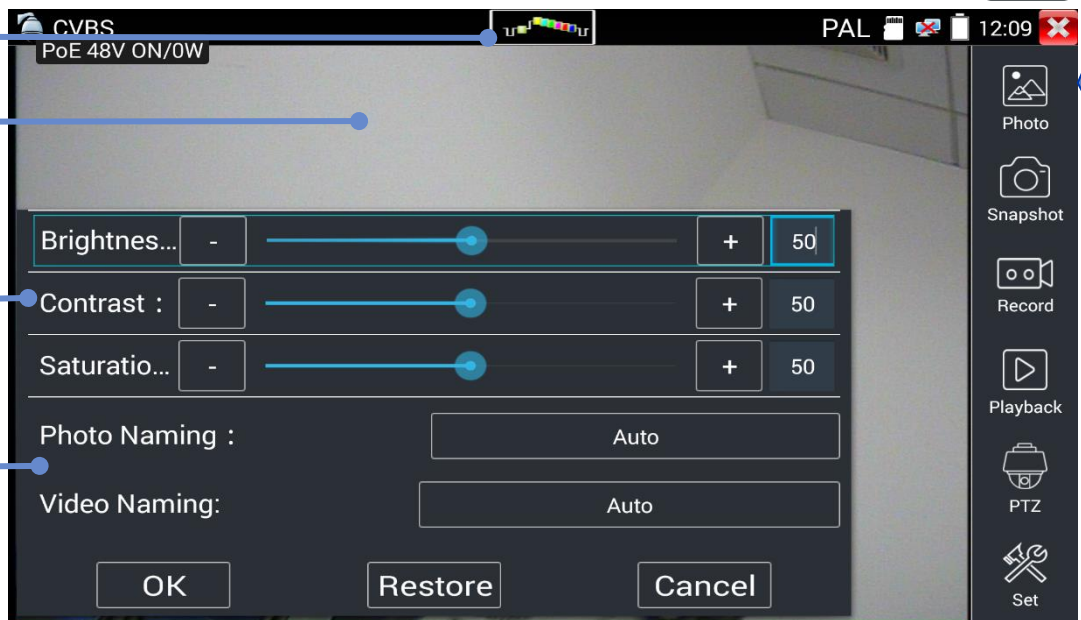 CVBS PAL 12:09
PoE 48V ON/0W
Photo
Snapshot
Brightnes... - + 50
Contrast : - + 50
Record
Saturatio... - + 50
Playback
Photo Naming : Auto
Video Naming: Auto
PTZ
OK Restore Cancel
Set